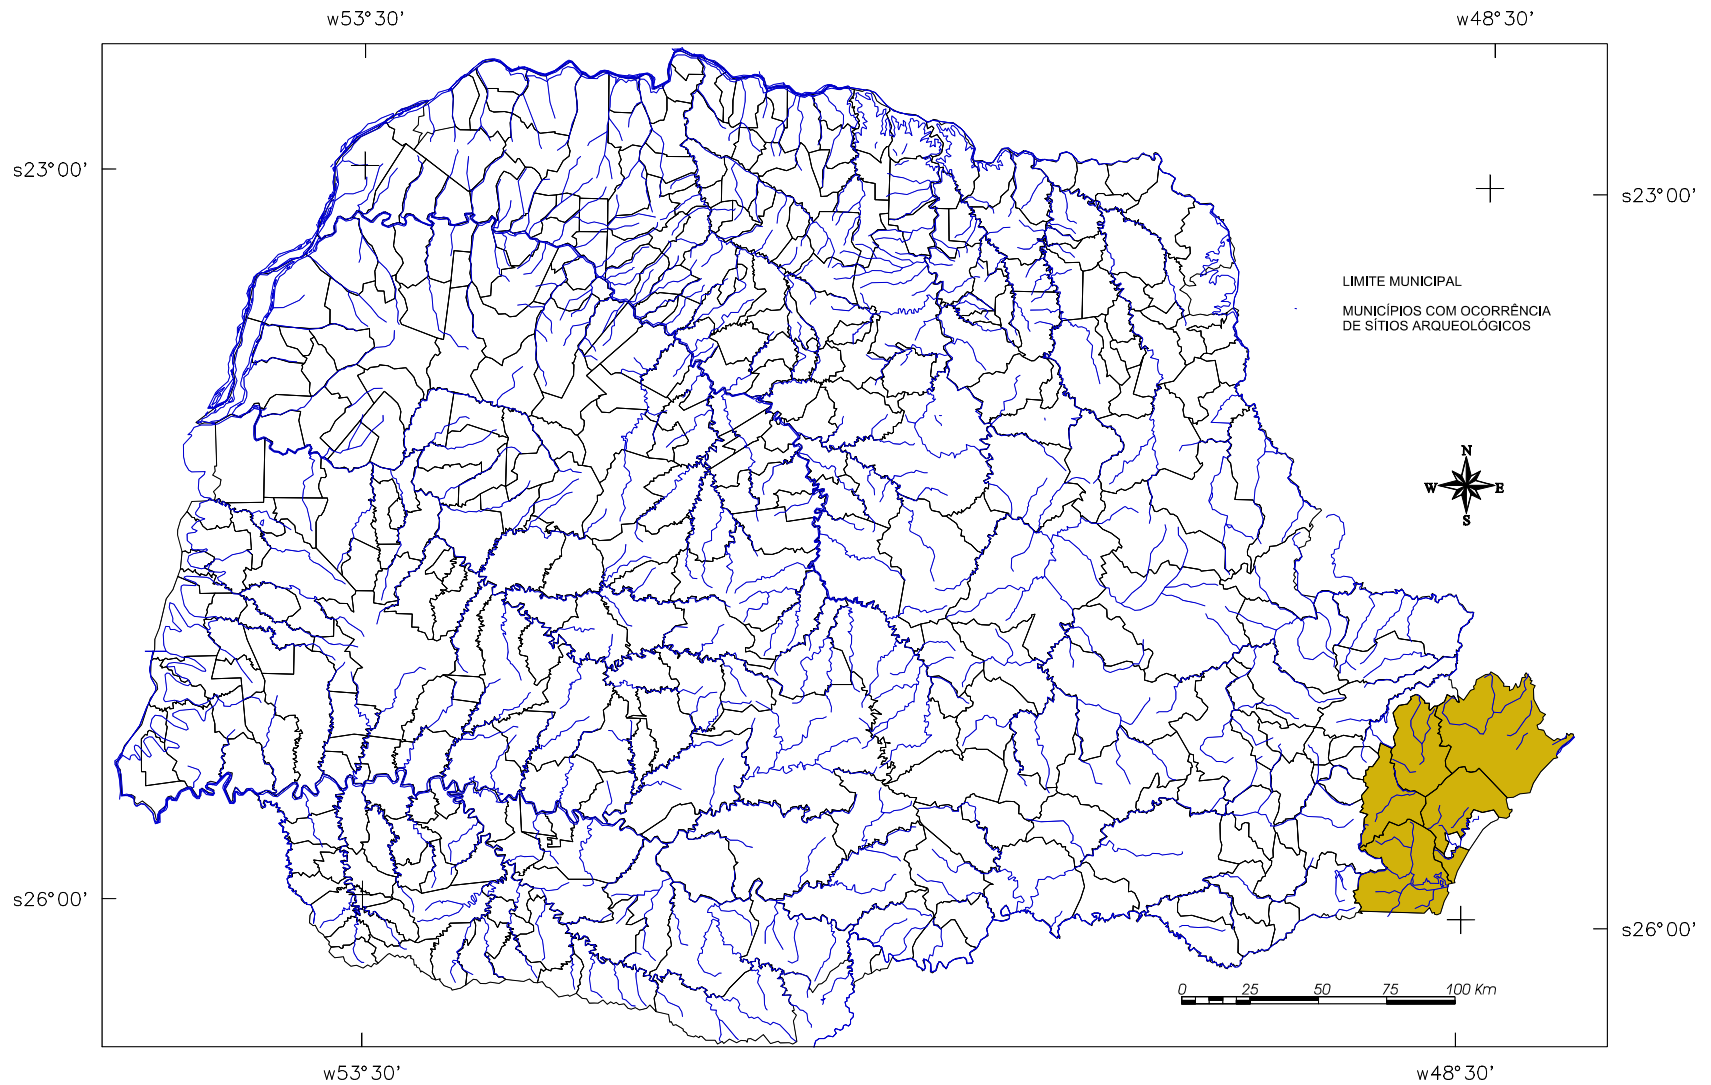 w53°30' w48°30'
s23°00'
s23°00'
LIMITE MUNICIPAL
MUNICÍPIOS COM OCORRÊNCIA
DE SÍTIOS ARQUEOLÓGICOS
N
W E
S
s26°00'
s26°00'
0 25 50 75 100 Km
w53°30' w48°30'